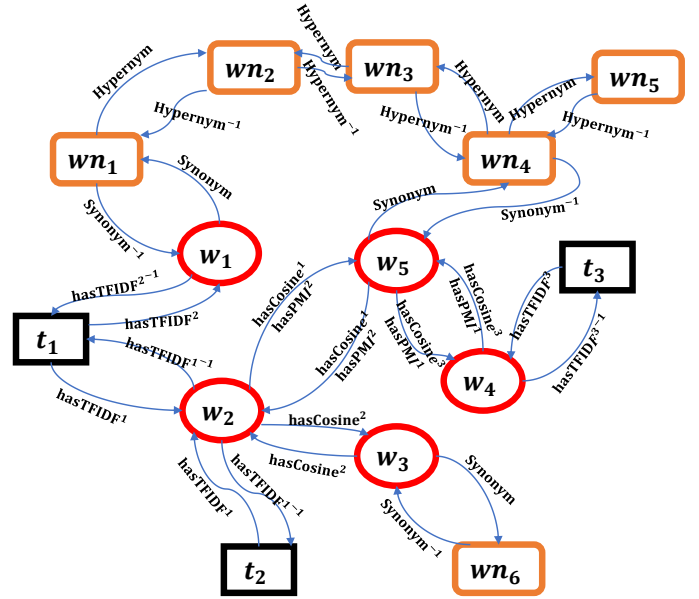 Hypernym
wn₂
Hypernym
wn₃
Hypernym⁻¹
Hypernym
Hypernym
wn₅
Hypernym⁻¹
Hypernym⁻¹
Hypernym⁻¹
wn₁
wn₄
Synonym
Synonym⁻¹
Synonym
Synonym⁻¹
w₁
w₅
t₃
hasTFIDF²⁻¹
hasTFIDF²
hasCosine¹
hasPMI²
hasCosine¹
hasPMI²
hasCosine³
hasPMI¹
hasCosine³
hasPMI¹
hasTFIDF³
hasTFIDF³⁻¹
t₁
hasTFIDF¹⁻¹
w₄
hasTFIDF¹
w₂
hasCosine²
hasCosine²
w₃
hasTFIDF¹
hasTFIDF¹⁻¹
Synonym
Synonym⁻¹
t₂
wn₆